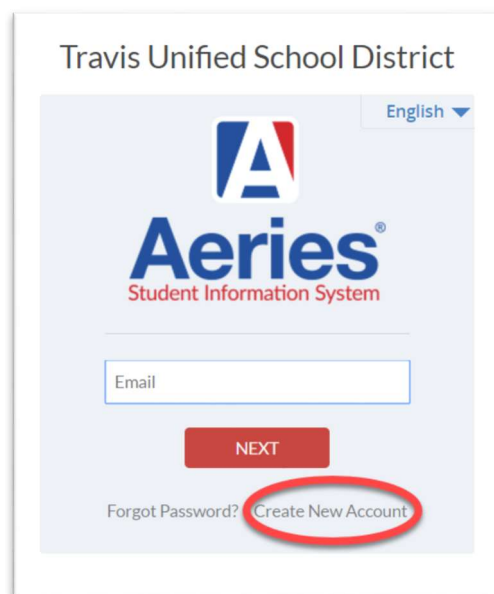 Travis Unified School District
English
A
Aeries®
Student Information System
Email
NEXT
Forgot Password? Create New Account